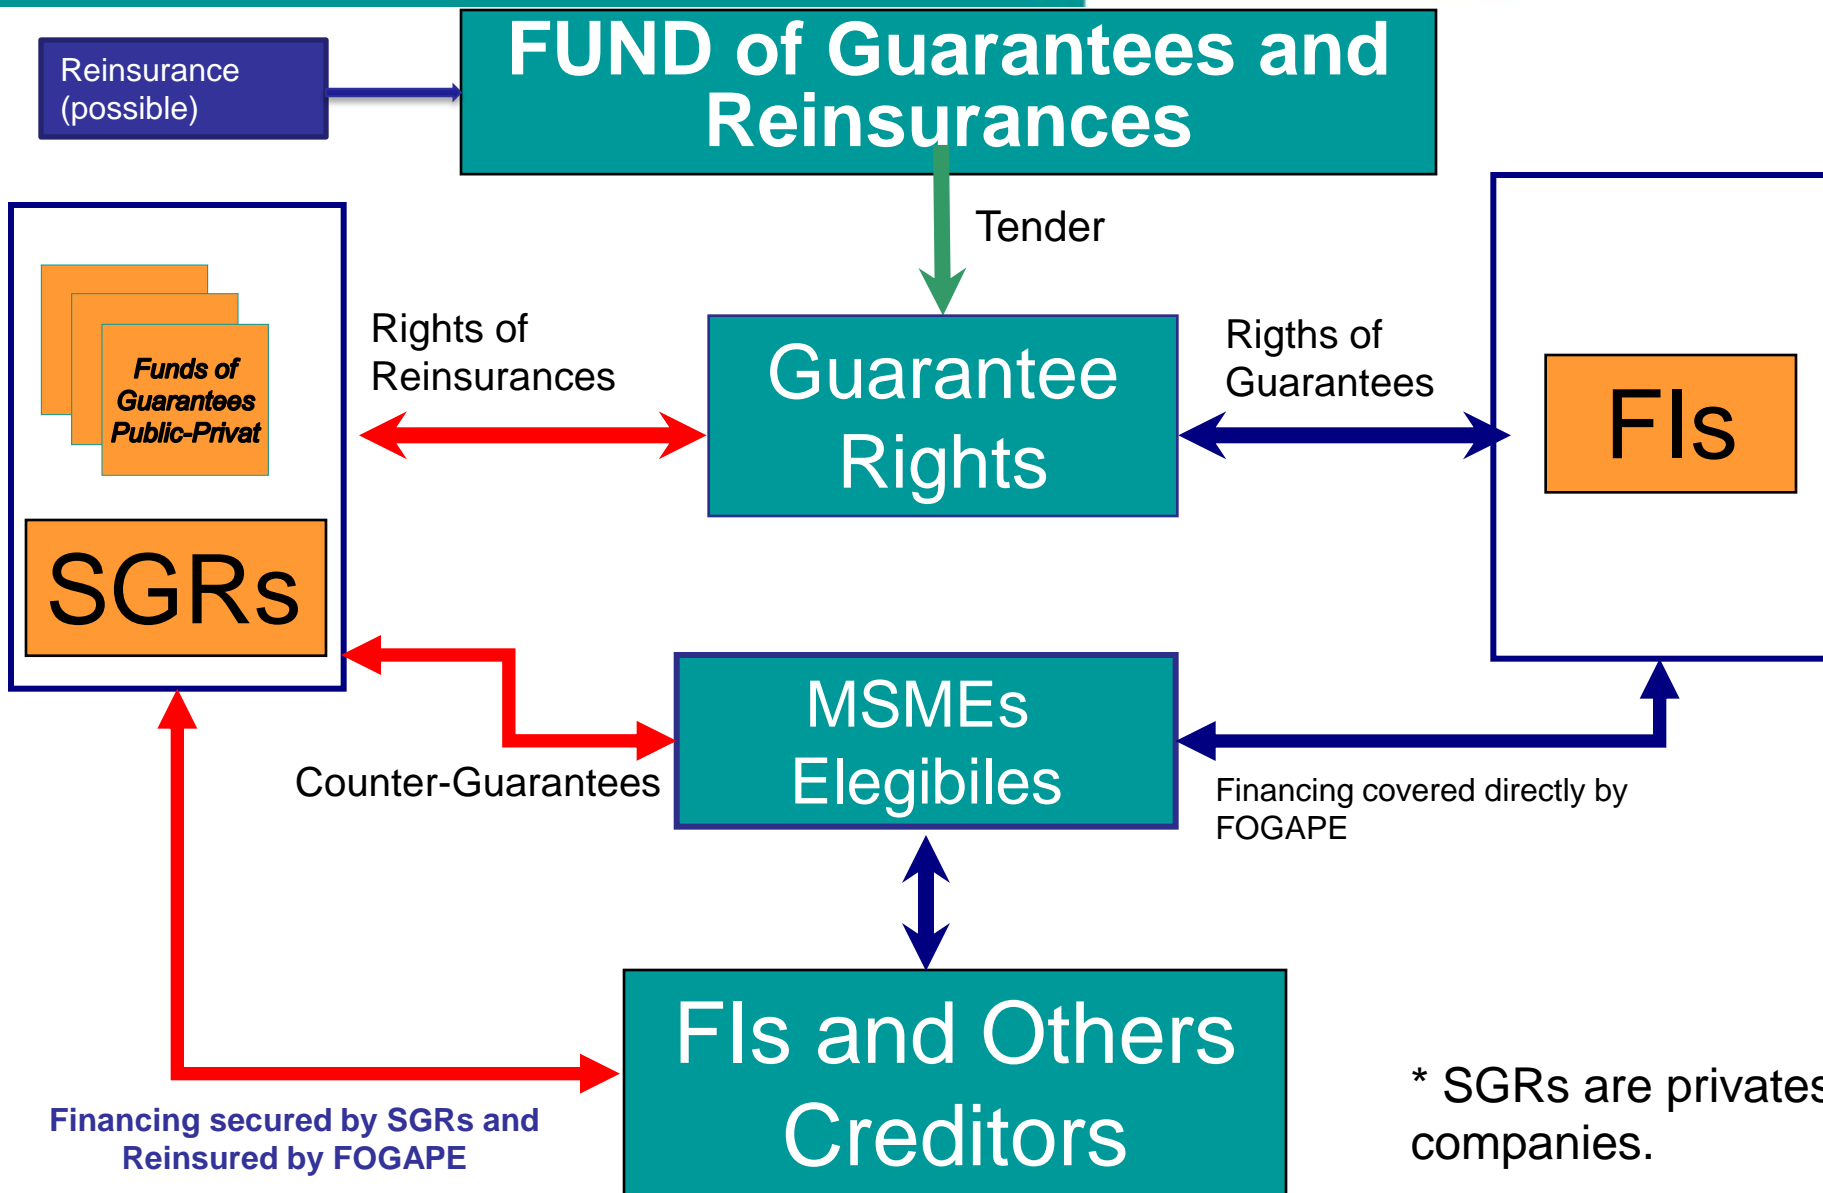 Reinsurance
(possible)
FUND of Guarantees and
Reinsurances
Tender
Funds of
Guarantees
Public-Privat
SGRs
Rights of
Reinsurances
Guarantee
Rights
Rigths of
Guarantees
FIs
Counter-Guarantees
MSMEs
Elegibiles
Financing covered directly by
FOGAPE
Financing secured by SGRs and
Reinsured by FOGAPE
FIs and Others
Creditors
* SGRs are privates
companies.